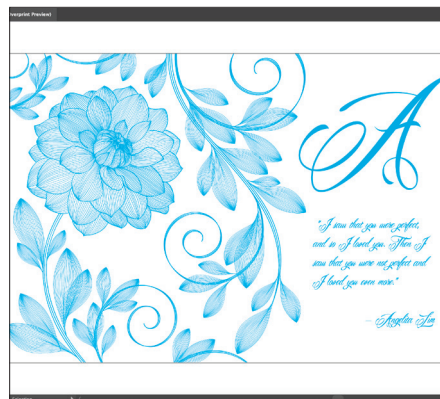 verprint Preview)
A
"I saw that you were perfect,
and so I loved you. Then I
saw that you were not perfect and
I loved you even more."
— Angelita Lim